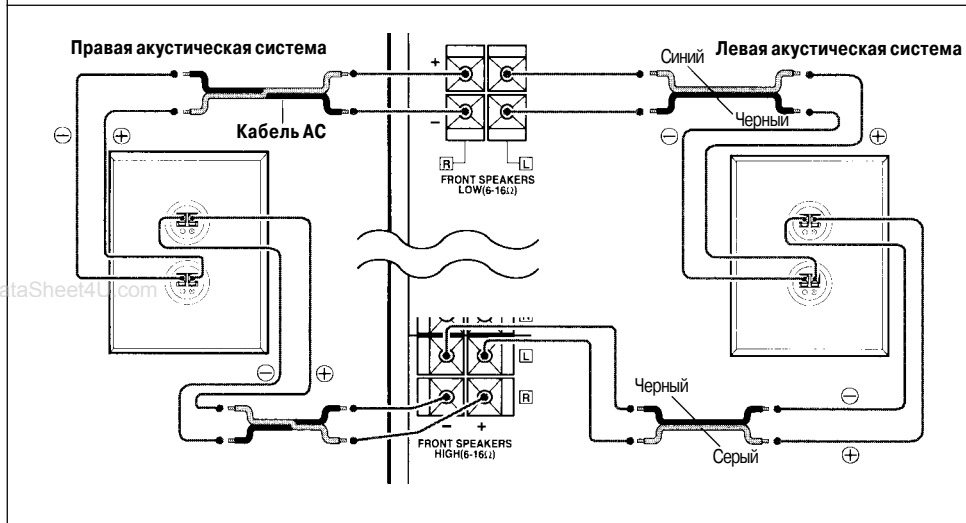 Правая акустическая система
Левая акустическая система
Синий
Черный
Кабель АС
+
−
⊖
⊕
⊖
⊕
R
L
FRONT SPEAKERS
LOW(6-16Ω)
ataSheet4U.com
L
R
⊖
⊕
− +
FRONT SPEAKERS
HIGH(6-16Ω)
Черный
Серый
⊖
⊕